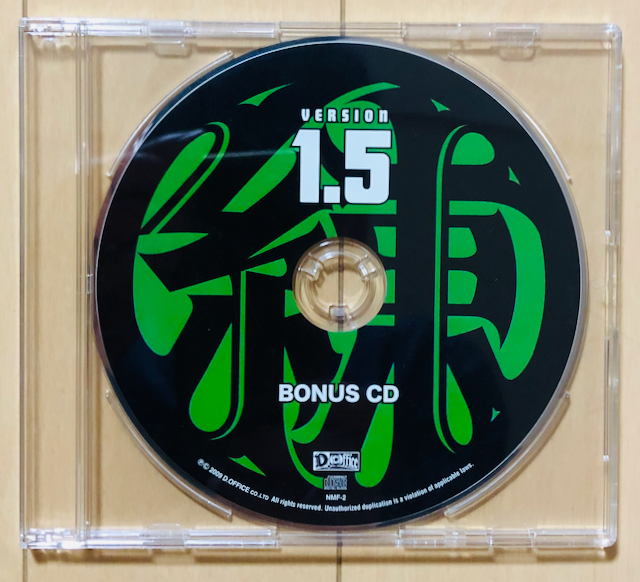 VERSION
1.5
BONUS CD
D.Office
NMF-2
℗© 2009 D.OFFICE CO.LTD All rights reserved. Unauthorized duplication is a violation of applicable laws.